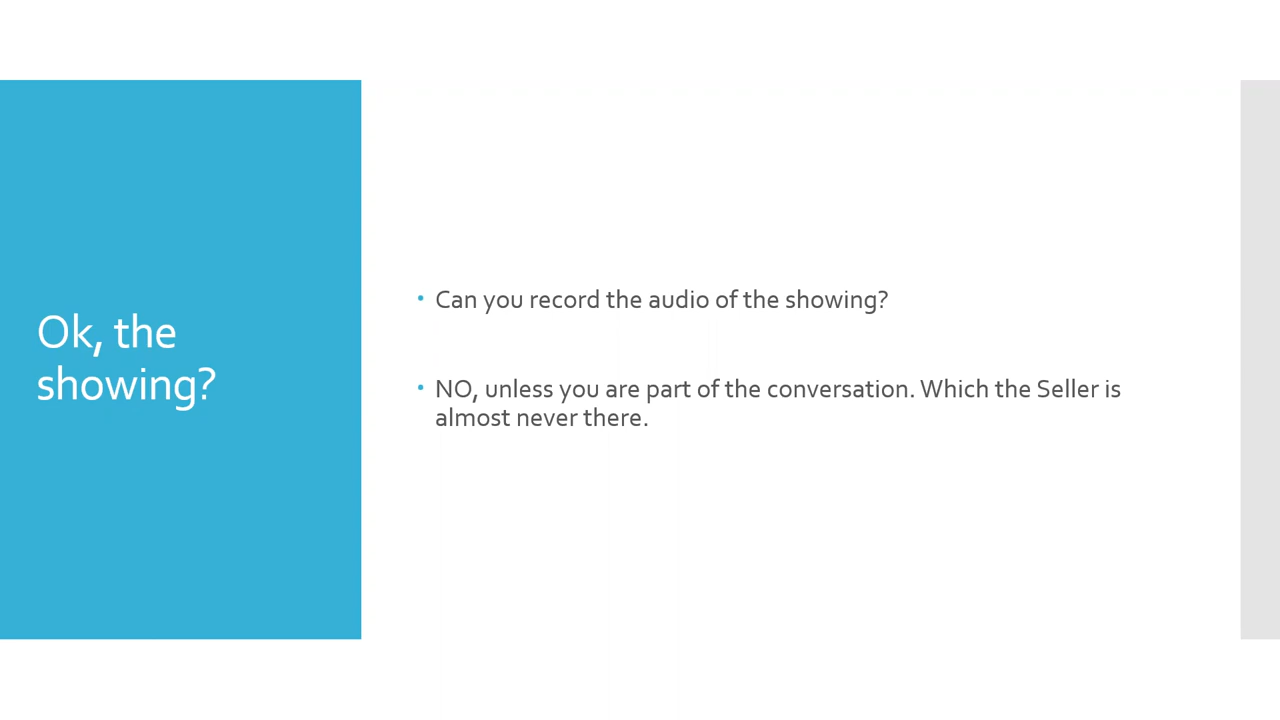 Ok, the
showing?
• Can you record the audio of the showing?
• NO, unless you are part of the conversation. Which the Seller is
almost never there.